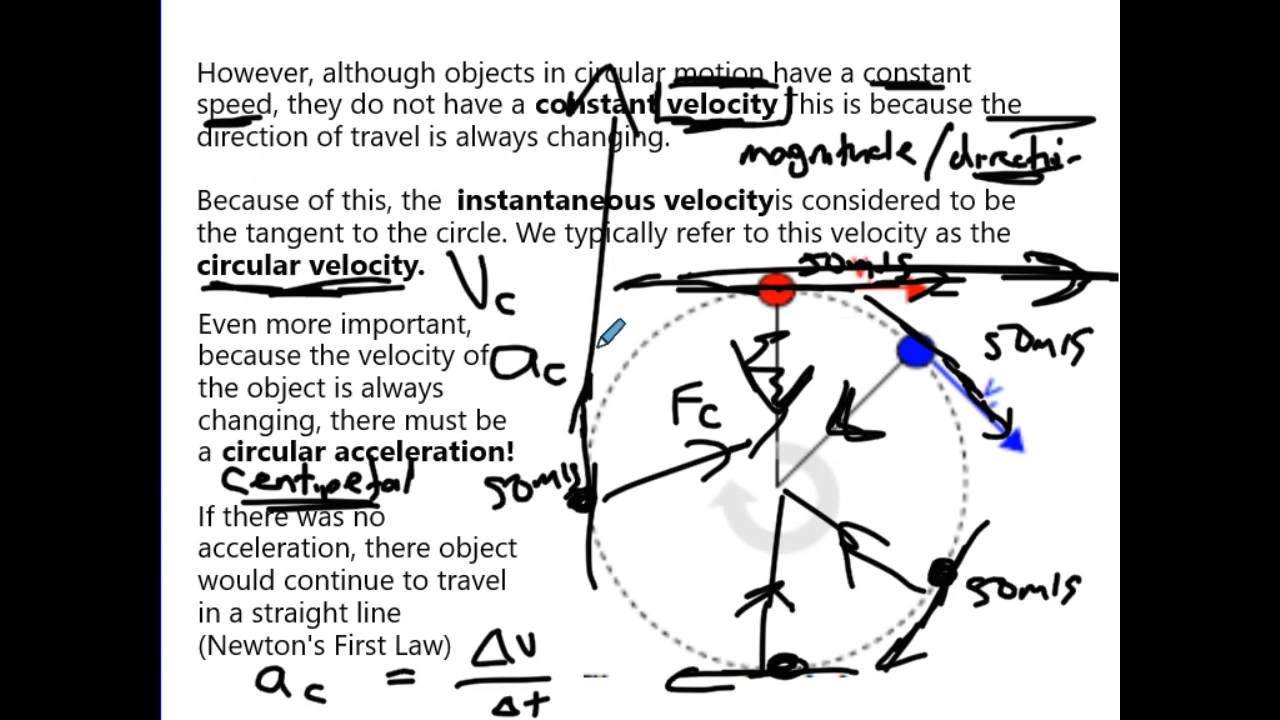 However, although objects in circular motion have a constant
speed, they do not have a constant velocity This is because the
direction of travel is always changing.
magnitude/direction
Because of this, the instantaneous velocity is considered to be
the tangent to the circle. We typically refer to this velocity as the
circular velocity.
Vc
50m/s
50m/s
Even more important,
because the velocity of
the object is always
changing, there must be
a circular acceleration!
ac
Fc
v
Centripetal
50m/s
If there was no
acceleration, there object
would continue to travel
in a straight line
(Newton's First Law)
50m/s
ac = Δv
Δt